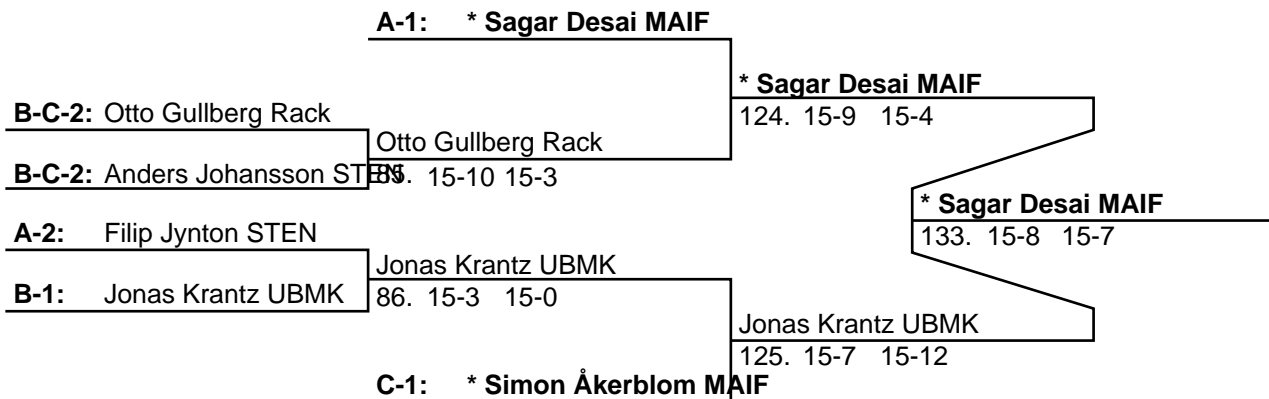 A-1: * Sagar Desai MAIF
* Sagar Desai MAIF
124. 15-9 15-4
B-C-2: Otto Gullberg Rack
Otto Gullberg Rack
B-C-2: Anders Johansson STEN
85. 15-10 15-3
* Sagar Desai MAIF
133. 15-8 15-7
A-2: Filip Jynton STEN
Jonas Krantz UBMK
B-1: Jonas Krantz UBMK
86. 15-3 15-0
Jonas Krantz UBMK
125. 15-7 15-12
C-1: * Simon Åkerblom MAIF